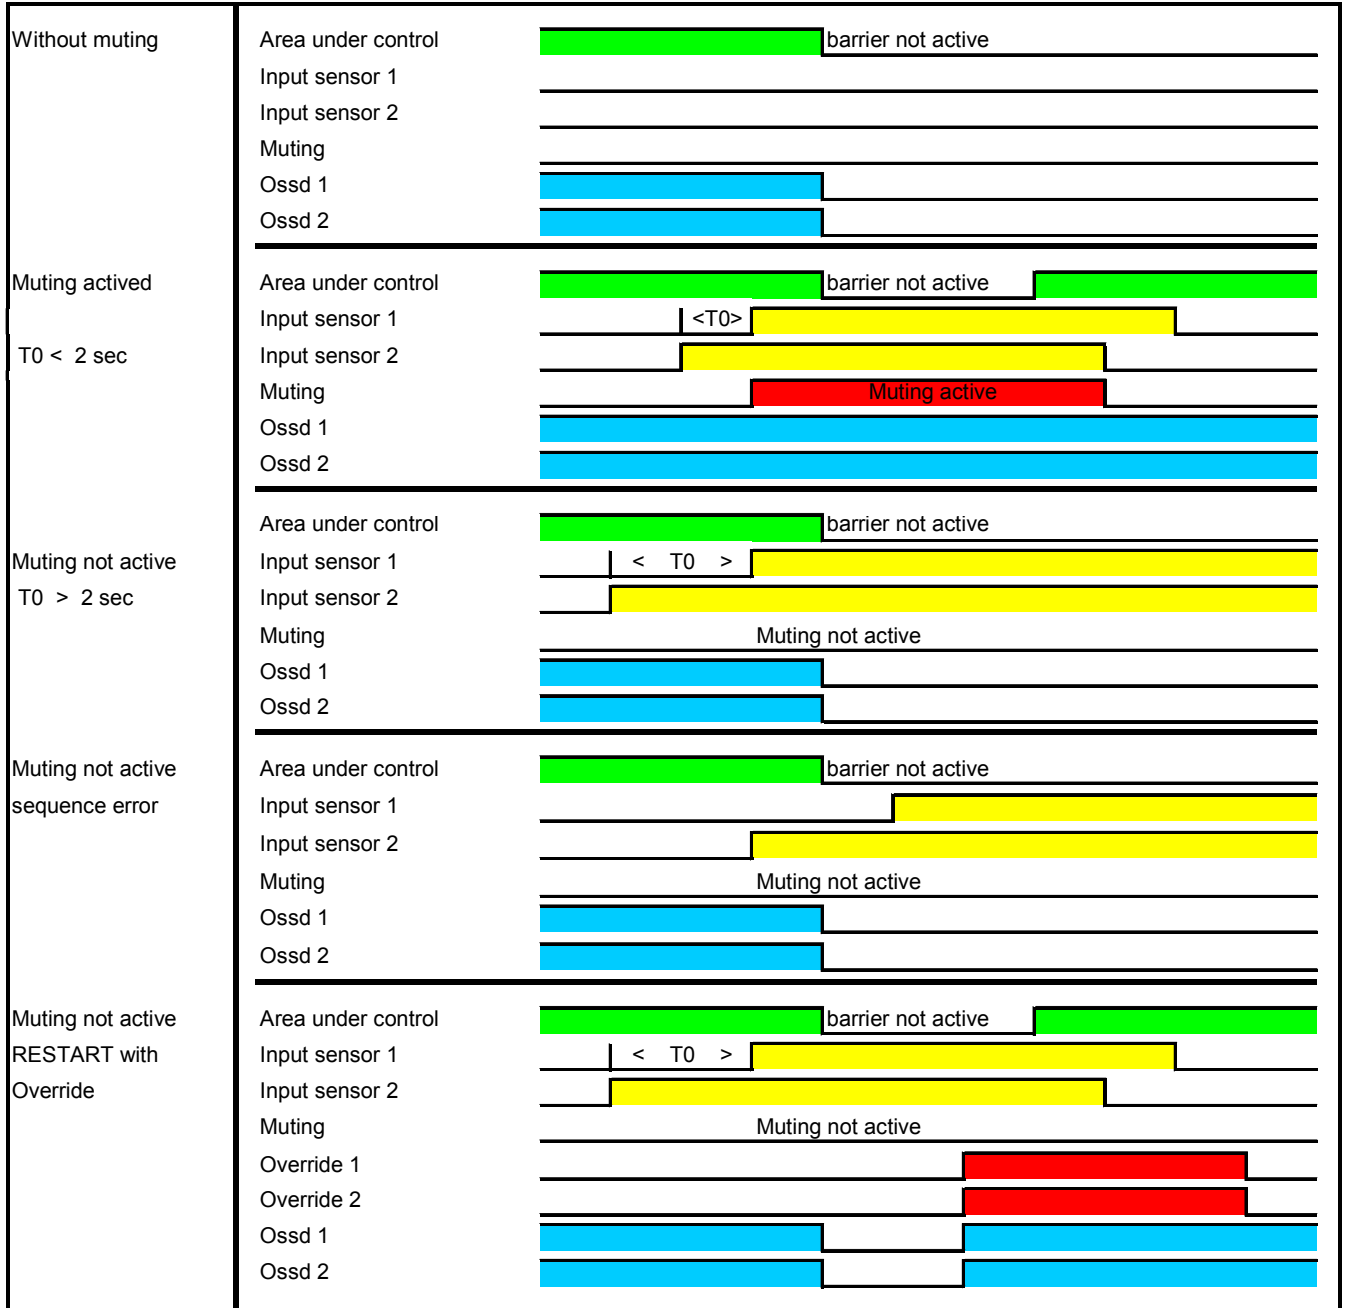 Without muting
Area under control
barrier not active
Input sensor 1
Input sensor 2
Muting
Ossd 1
Ossd 2
Muting actived
Area under control
barrier not active
Input sensor 1
<T0>
T0 < 2 sec
Input sensor 2
Muting
Muting active
Ossd 1
Ossd 2
Area under control
barrier not active
Muting not active
Input sensor 1
< T0 >
T0 > 2 sec
Input sensor 2
Muting
Muting not active
Ossd 1
Ossd 2
Muting not active
Area under control
barrier not active
sequence error
Input sensor 1
Input sensor 2
Muting
Muting not active
Ossd 1
Ossd 2
Muting not active
Area under control
barrier not active
RESTART with
Input sensor 1
< T0 >
Override
Input sensor 2
Muting
Muting not active
Override 1
Override 2
Ossd 1
Ossd 2